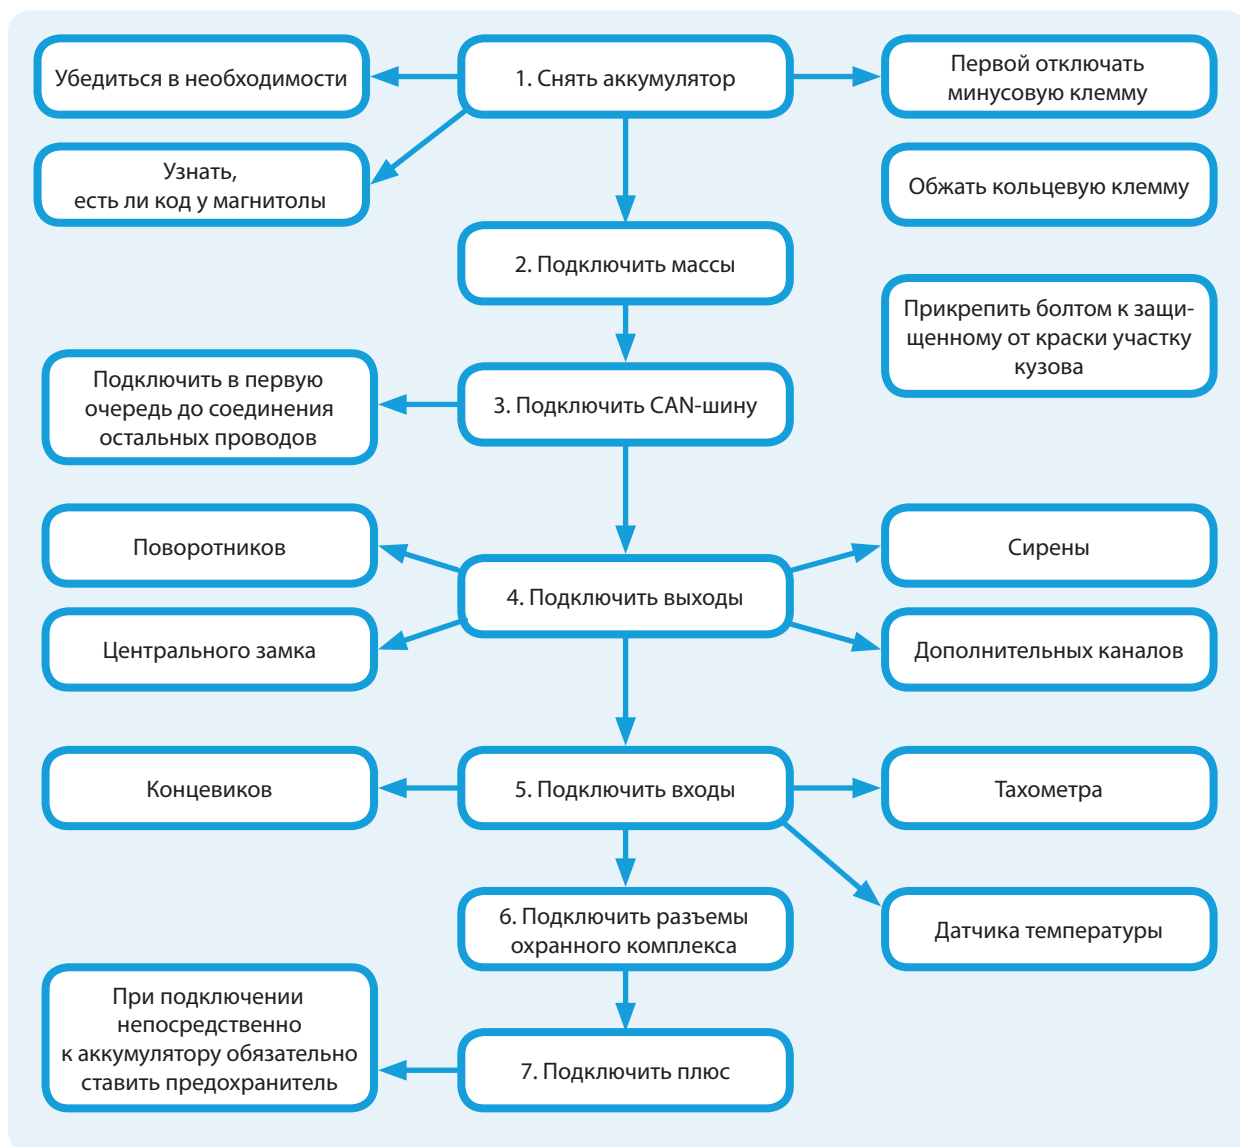 Убедиться в необходимости
1. Снять аккумулятор
Первой отключать
минусовую клемму
Узнать,
есть ли код у магнитолы
Обжать кольцевую клемму
2. Подключить массы
Прикрепить болтом к защи-
щенному от краски участку
кузова
Подключить в первую
очередь до соединения
остальных проводов
3. Подключить CAN-шину
Поворотников
Сирены
4. Подключить выходы
Центрального замка
Дополнительных каналов
Концевиков
5. Подключить входы
Тахометра
6. Подключить разъемы
охранного комплекса
Датчика температуры
При подключении
непосредственно
к аккумулятору обязательно
ставить предохранитель
7. Подключить плюс